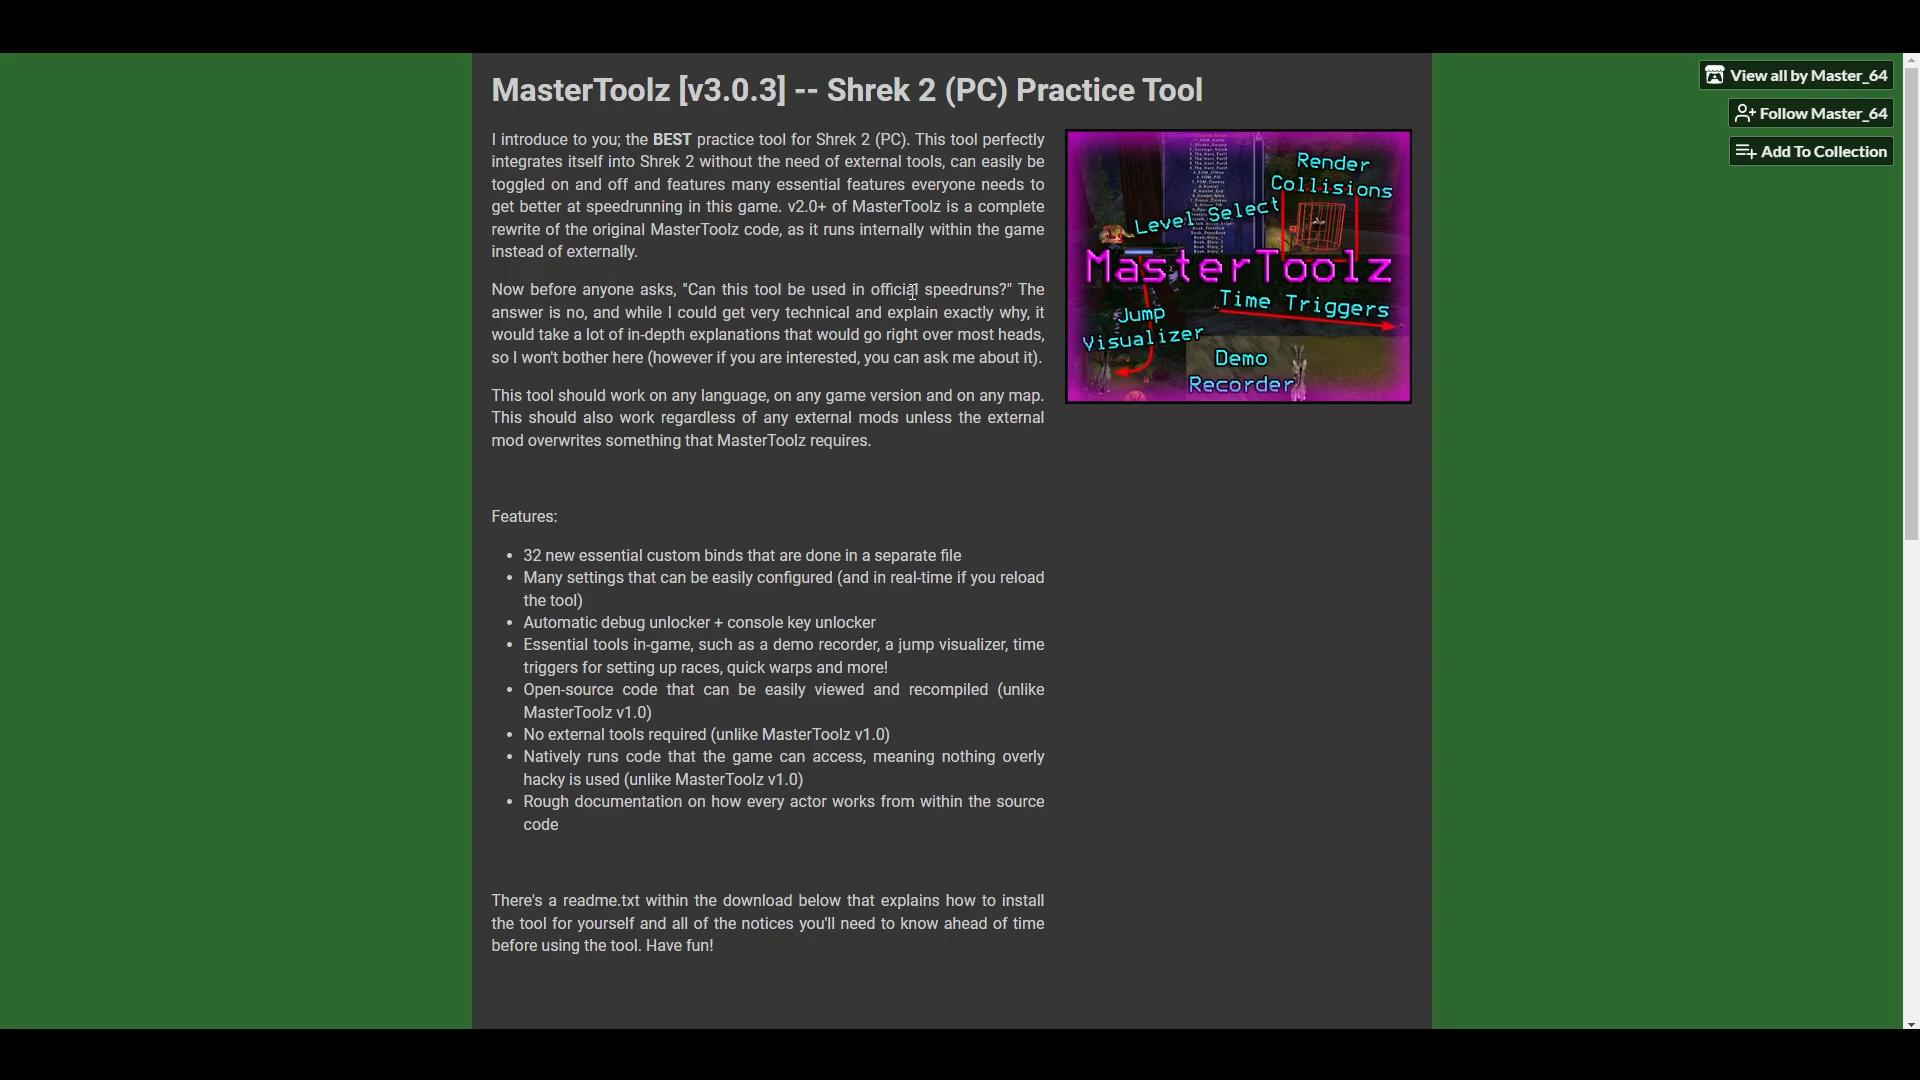 MasterToolz [v3.0.3] -- Shrek 2 (PC) Practice Tool
View all by Master_64
Follow Master_64
Add To Collection
I introduce to you; the BEST practice tool for Shrek 2 (PC). This tool perfectly
integrates itself into Shrek 2 without the need of external tools, can easily be
toggled on and off and features many essential features everyone needs to
get better at speedrunning in this game. v2.0+ of MasterToolz is a complete
rewrite of the original MasterToolz code, as it runs internally within the game
instead of externally.
Now before anyone asks, "Can this tool be used in official speedruns?" The
answer is no, and while I could get very technical and explain exactly why, it
would take a lot of in-depth explanations that would go right over most heads,
so I won't bother here (however if you are interested, you can ask me about it).
This tool should work on any language, on any game version and on any map.
This should also work regardless of any external mods unless the external
mod overwrites something that MasterToolz requires.
Render
Collisions
Level Select
MasterToolz
Time Triggers
Jump
Visualizer
Demo
Recorder
Features:
• 32 new essential custom binds that are done in a separate file
• Many settings that can be easily configured (and in real-time if you reload
the tool)
• Automatic debug unlocker + console key unlocker
• Essential tools in-game, such as a demo recorder, a jump visualizer, time
triggers for setting up races, quick warps and more!
• Open-source code that can be easily viewed and recompiled (unlike
MasterToolz v1.0)
• No external tools required (unlike MasterToolz v1.0)
• Natively runs code that the game can access, meaning nothing overly
hacky is used (unlike MasterToolz v1.0)
• Rough documentation on how every actor works from within the source
code
There's a readme.txt within the download below that explains how to install
the tool for yourself and all of the notices you'll need to know ahead of time
before using the tool. Have fun!